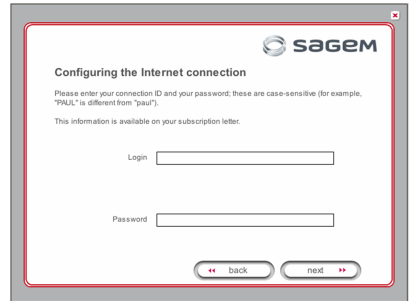 SAGEM
Configuring the Internet connection
Please enter your connection ID and your password; these are case-sensitive (for example,
"PAUL" is different from "paul").
This information is available on your subscription letter.
Login
Password
back
next